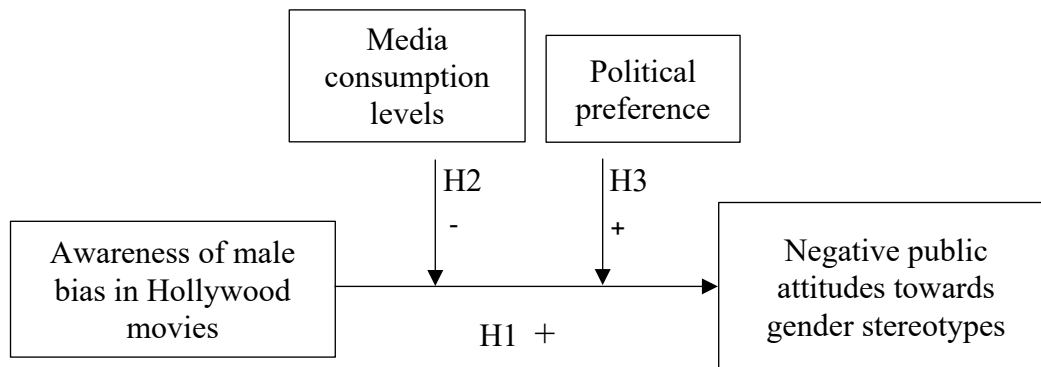 Media
consumption
levels
Political
preference
H2
H3
-
+
Awareness of male
bias in Hollywood
movies
Negative public
attitudes towards
gender stereotypes
H1 +